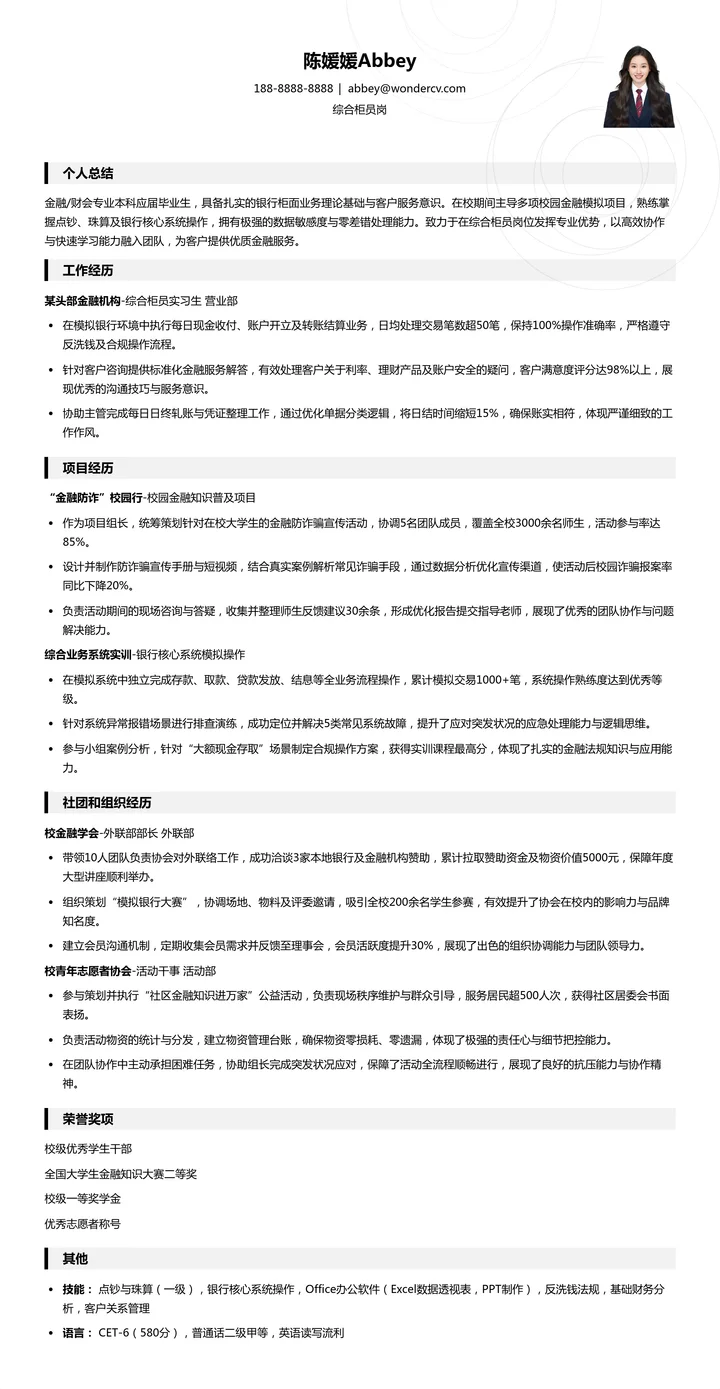 陈媛媛Abbey
188-8888-8888 | abbey@wondercv.com
综合柜员岗
个人总结
金融/财会专业本科应届毕业生，具备扎实的银行柜面业务理论基础与客户服务意识。在校期间主导多项校园金融模拟项目，熟练掌
握点钞、珠算及银行核心系统操作，拥有极强的数据敏感度与零差错处理能力。致力于在综合柜员岗位发挥专业优势，以高效协作
与快速学习能力融入团队，为客户提供优质金融服务。
工作经历
某头部金融机构-综合柜员实习生 营业部
• 在模拟银行环境中执行每日现金收付、账户开立及转账结算业务，日均处理交易笔数超50笔，保持100%操作准确率，严格遵守
反洗钱及合规操作流程。
• 针对客户咨询提供标准化金融服务解答，有效处理客户关于利率、理财产品及账户安全的疑问，客户满意度评分达98%以上，展
现优秀的沟通技巧与服务意识。
• 协助主管完成每日日终轧账与凭证整理工作，通过优化单据分类逻辑，将日结时间缩短15%，确保账实相符，体现严谨细致的工
作作风。
项目经历
“金融防诈”校园行-校园金融知识普及项目
• 作为项目组长，统筹策划针对在校大学生的金融防诈骗宣传活动，协调5名团队成员，覆盖全校3000余名师生，活动参与率达
85%。
• 设计并制作防诈骗宣传手册与短视频，结合真实案例解析常见诈骗手段，通过数据分析优化宣传渠道，使活动后校园诈骗报案率
同比下降20%。
• 负责活动期间的现场咨询与答疑，收集并整理师生反馈建议30余条，形成优化报告提交指导老师，展现了优秀的团队协作与问题
解决能力。
综合业务系统实训-银行核心系统模拟操作
• 在模拟系统中独立完成存款、取款、贷款发放、结息等全业务流程操作，累计模拟交易1000+笔，系统操作熟练度达到优秀等
级。
• 针对系统异常报错场景进行排查演练，成功定位并解决5类常见系统故障，提升了应对突发状况的应急处理能力与逻辑思维。
• 参与小组案例分析，针对“大额现金存取”场景制定合规操作方案，获得实训课程最高分，体现了扎实的金融法规知识与应用能
力。
社团和组织经历
校金融学会-外联部部长 外联部
• 带领10人团队负责协会对外联络工作，成功洽谈3家本地银行及金融机构赞助，累计拉取赞助资金及物资价值5000元，保障年度
大型讲座顺利举办。
• 组织策划“模拟银行大赛”，协调场地、物料及评委邀请，吸引全校200余名学生参赛，有效提升了协会在校内的影响力与品牌
知名度。
• 建立会员沟通机制，定期收集会员需求并反馈至理事会，会员活跃度提升30%，展现了出色的组织协调能力与团队领导力。
校青年志愿者协会-活动干事 活动部
• 参与策划并执行“社区金融知识进万家”公益活动，负责现场秩序维护与群众引导，服务居民超500人次，获得社区居委会书面
表扬。
• 负责活动物资的统计与分发，建立物资管理台账，确保物资零损耗、零遗漏，体现了极强的责任心与细节把控能力。
• 在团队协作中主动承担困难任务，协助组长完成突发状况应对，保障了活动全流程顺畅进行，展现了良好的抗压能力与协作精
神。
荣誉奖项
校级优秀学生干部
全国大学生金融知识大赛二等奖
校级一等奖学金
优秀志愿者称号
其他
• 技能： 点钞与珠算（一级），银行核心系统操作，Office办公软件（Excel数据透视表，PPT制作），反洗钱法规，基础财务分
析，客户关系管理
• 语言： CET-6（580分），普通话二级甲等，英语读写流利